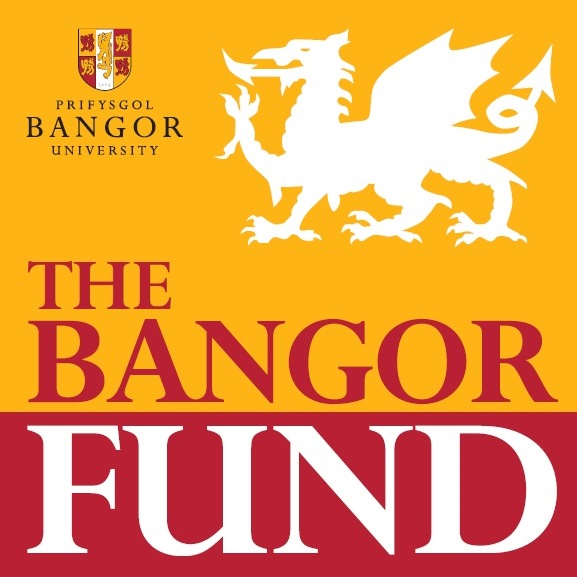 PRIFYSGOL
BANGOR
UNIVERSITY
THE
BANGOR
FUND